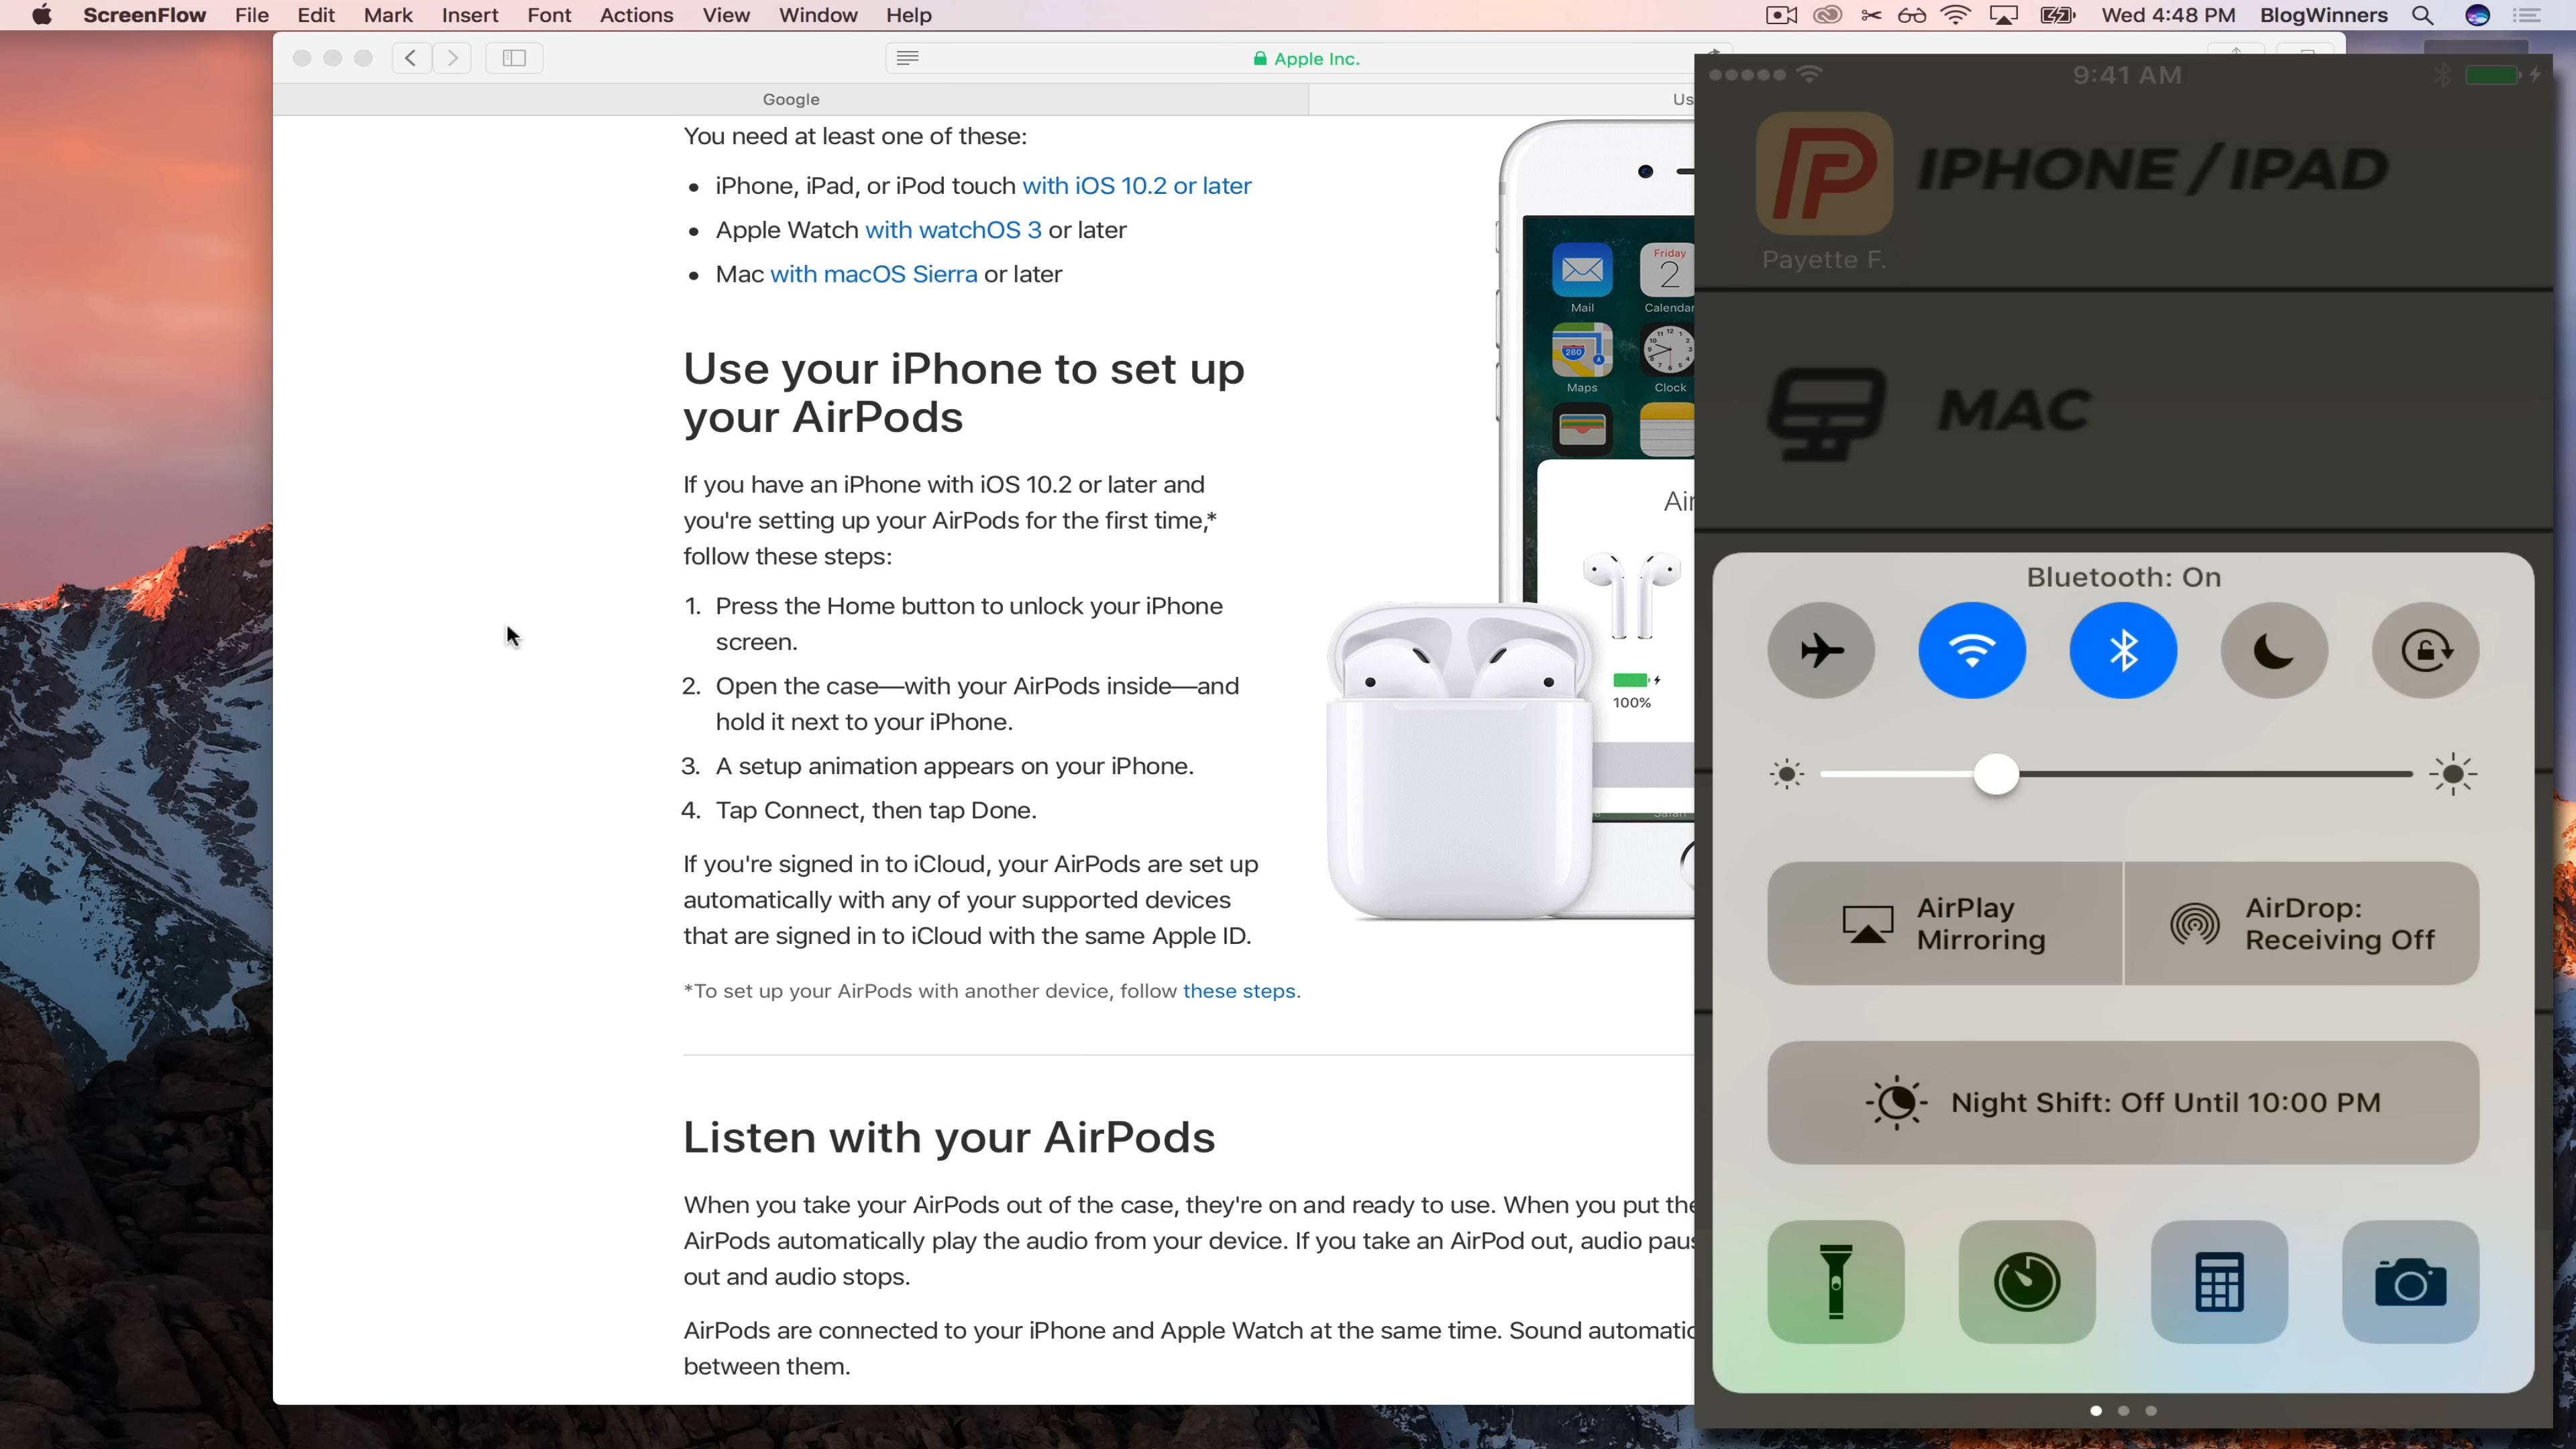 ScreenFlow File Edit Mark Insert Font Actions View Window Help
Wed 4:48 PM BlogWinners
Apple Inc.
Google
Us
You need at least one of these:
• iPhone, iPad, or iPod touch with iOS 10.2 or later
• Apple Watch with watchOS 3 or later
• Mac with macOS Sierra or later
Use your iPhone to set up
your AirPods
If you have an iPhone with iOS 10.2 or later and
you're setting up your AirPods for the first time,*
follow these steps:
1. Press the Home button to unlock your iPhone
screen.
2. Open the case—with your AirPods inside—and
hold it next to your iPhone.
3. A setup animation appears on your iPhone.
4. Tap Connect, then tap Done.
If you're signed in to iCloud, your AirPods are set up
automatically with any of your supported devices
that are signed in to iCloud with the same Apple ID.
*To set up your AirPods with another device, follow these steps.
Listen with your AirPods
When you take your AirPods out of the case, they're on and ready to use. When you put the
AirPods automatically play the audio from your device. If you take an AirPod out, audio paus
out and audio stops.
AirPods are connected to your iPhone and Apple Watch at the same time. Sound automatic
between them.
Friday
2
Mail Calendar
280
Maps Clock
Air
100%
9:41 AM
IPHONE / IPAD
Payette F.
MAC
Bluetooth: On
AirPlay
Mirroring
AirDrop:
Receiving Off
Night Shift: Off Until 10:00 PM